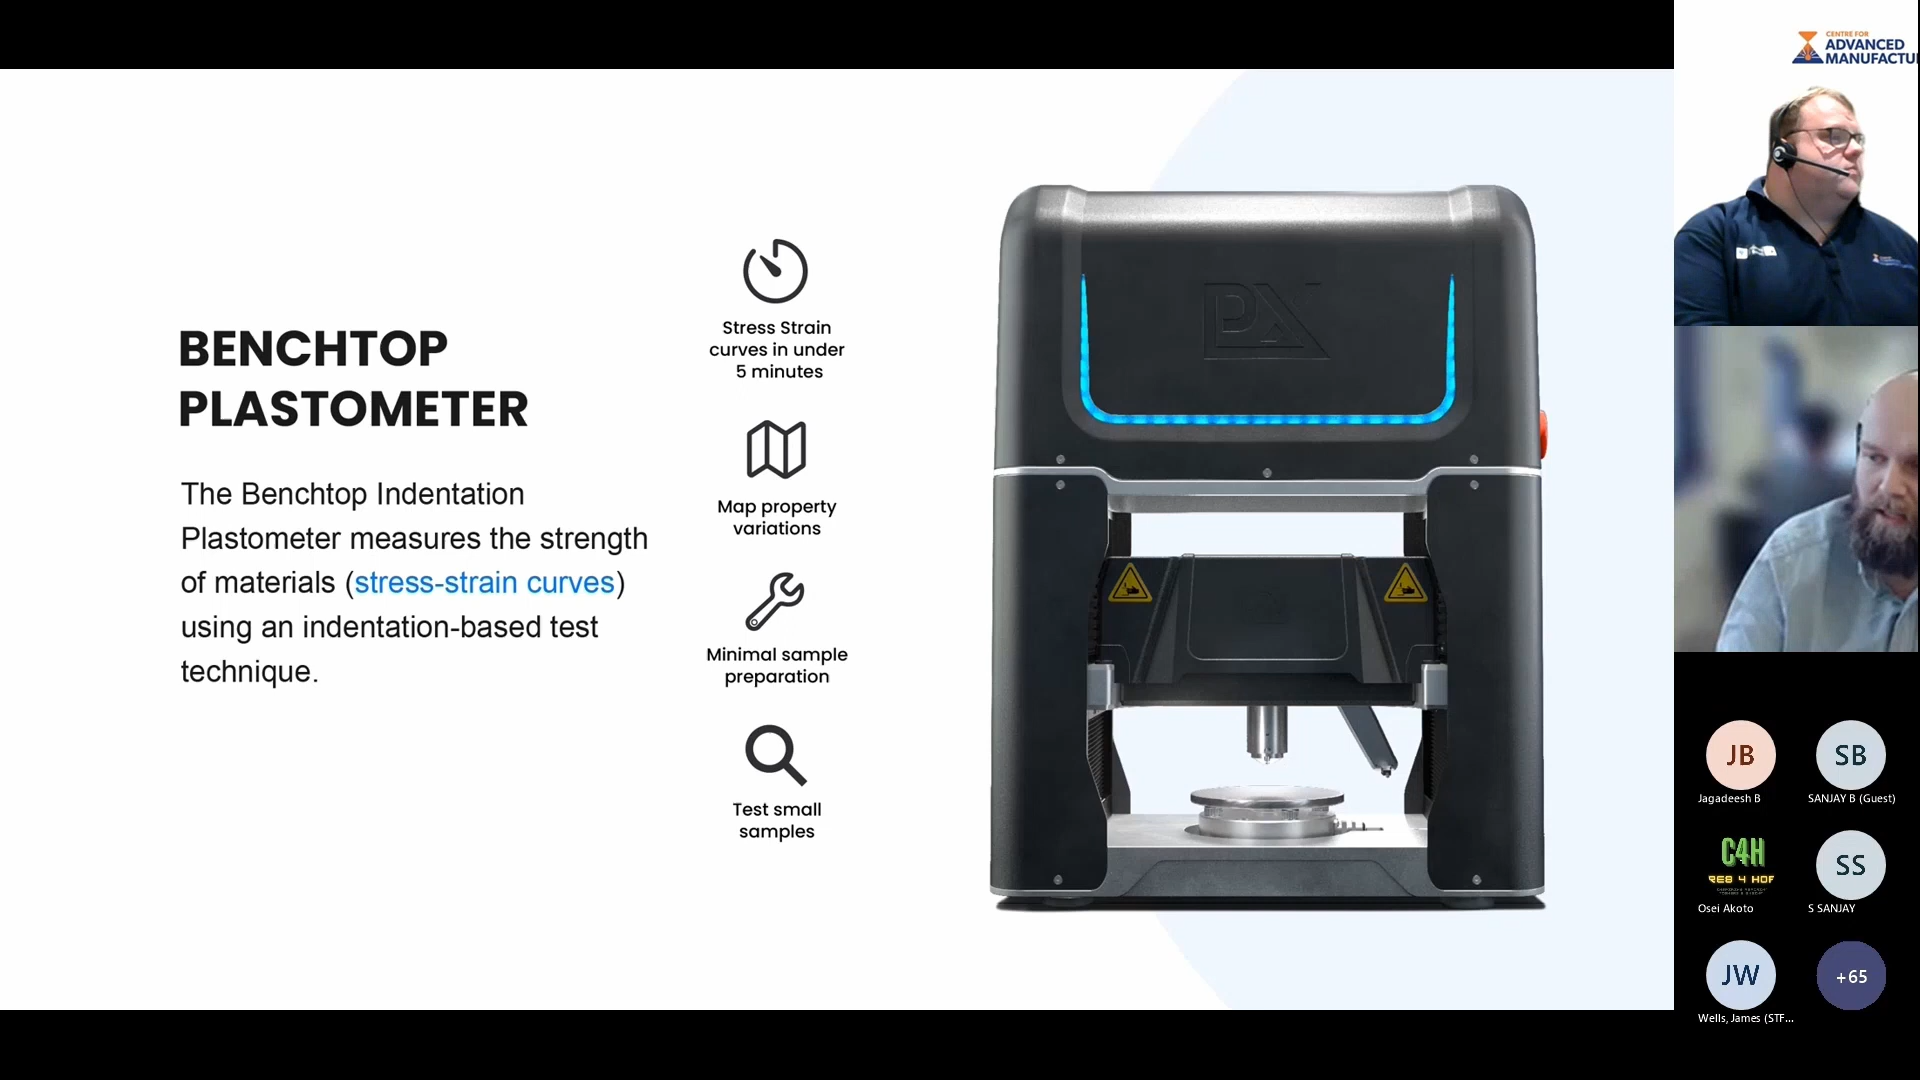 BENCHTOP
PLASTOMETER
The Benchtop Indentation
Plastometer measures the strength
of materials (stress-strain curves)
using an indentation-based test
technique.
Stress Strain
curves in under
5 minutes
Map property
variations
Minimal sample
preparation
Test small
samples
PX
CENTRE FOR
ADVANCED
MANUFACTU
JB
Jagadeesh B
SB
SANJAY B (Guest)
C4H
Osei Akoto
SS
S SANJAY
JW
Wells, James (STF...
+65